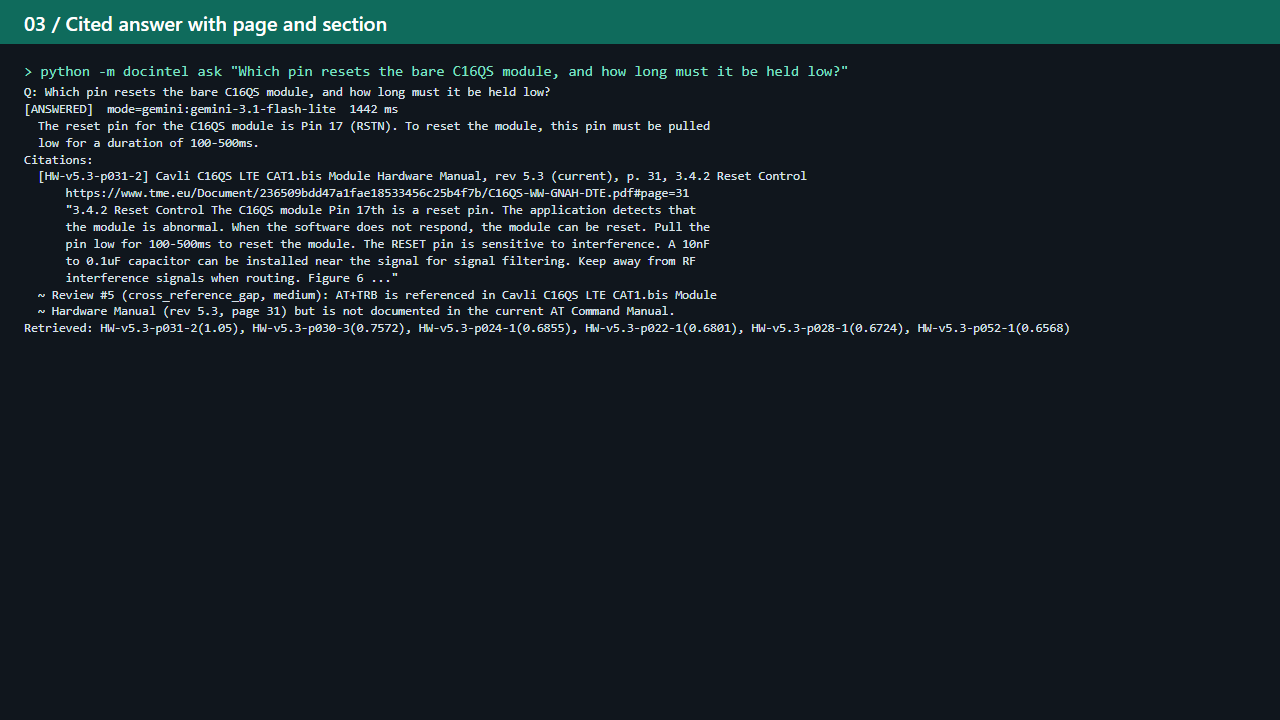 03 / Cited answer with page and section
> python -m docintel ask "Which pin resets the bare C16QS module, and how long must it be held low?"
Q: Which pin resets the bare C16QS module, and how long must it be held low?
[ANSWERED]  mode=gemini:gemini-3.1-flash-lite  1442 ms
The reset pin for the C16QS module is Pin 17 (RSTN). To reset the module, this pin must be pulled
low for a duration of 100-500ms.
Citations:
[HW-v5.3-p031-2] Cavli C16QS LTE CAT1.bis Module Hardware Manual, rev 5.3 (current), p. 31, 3.4.2 Reset Control
https://www.tme.eu/Document/236509bdd47a1fae18533456c25b4f7b/C16QS-WW-GNAH-DTE.pdf#page=31
"3.4.2 Reset Control The C16QS module Pin 17th is a reset pin. The application detects that
the module is abnormal. When the software does not respond, the module can be reset. Pull the
pin low for 100-500ms to reset the module. The RESET pin is sensitive to interference. A 10nF
to 0.1uF capacitor can be installed near the signal for signal filtering. Keep away from RF
interference signals when routing. Figure 6 ..."
~ Review #5 (cross_reference_gap, medium): AT+TRB is referenced in Cavli C16QS LTE CAT1.bis Module
~ Hardware Manual (rev 5.3, page 31) but is not documented in the current AT Command Manual.
Retrieved: HW-v5.3-p031-2(1.05), HW-v5.3-p030-3(0.7572), HW-v5.3-p024-1(0.6855), HW-v5.3-p022-1(0.6801), HW-v5.3-p028-1(0.6724), HW-v5.3-p052-1(0.6568)